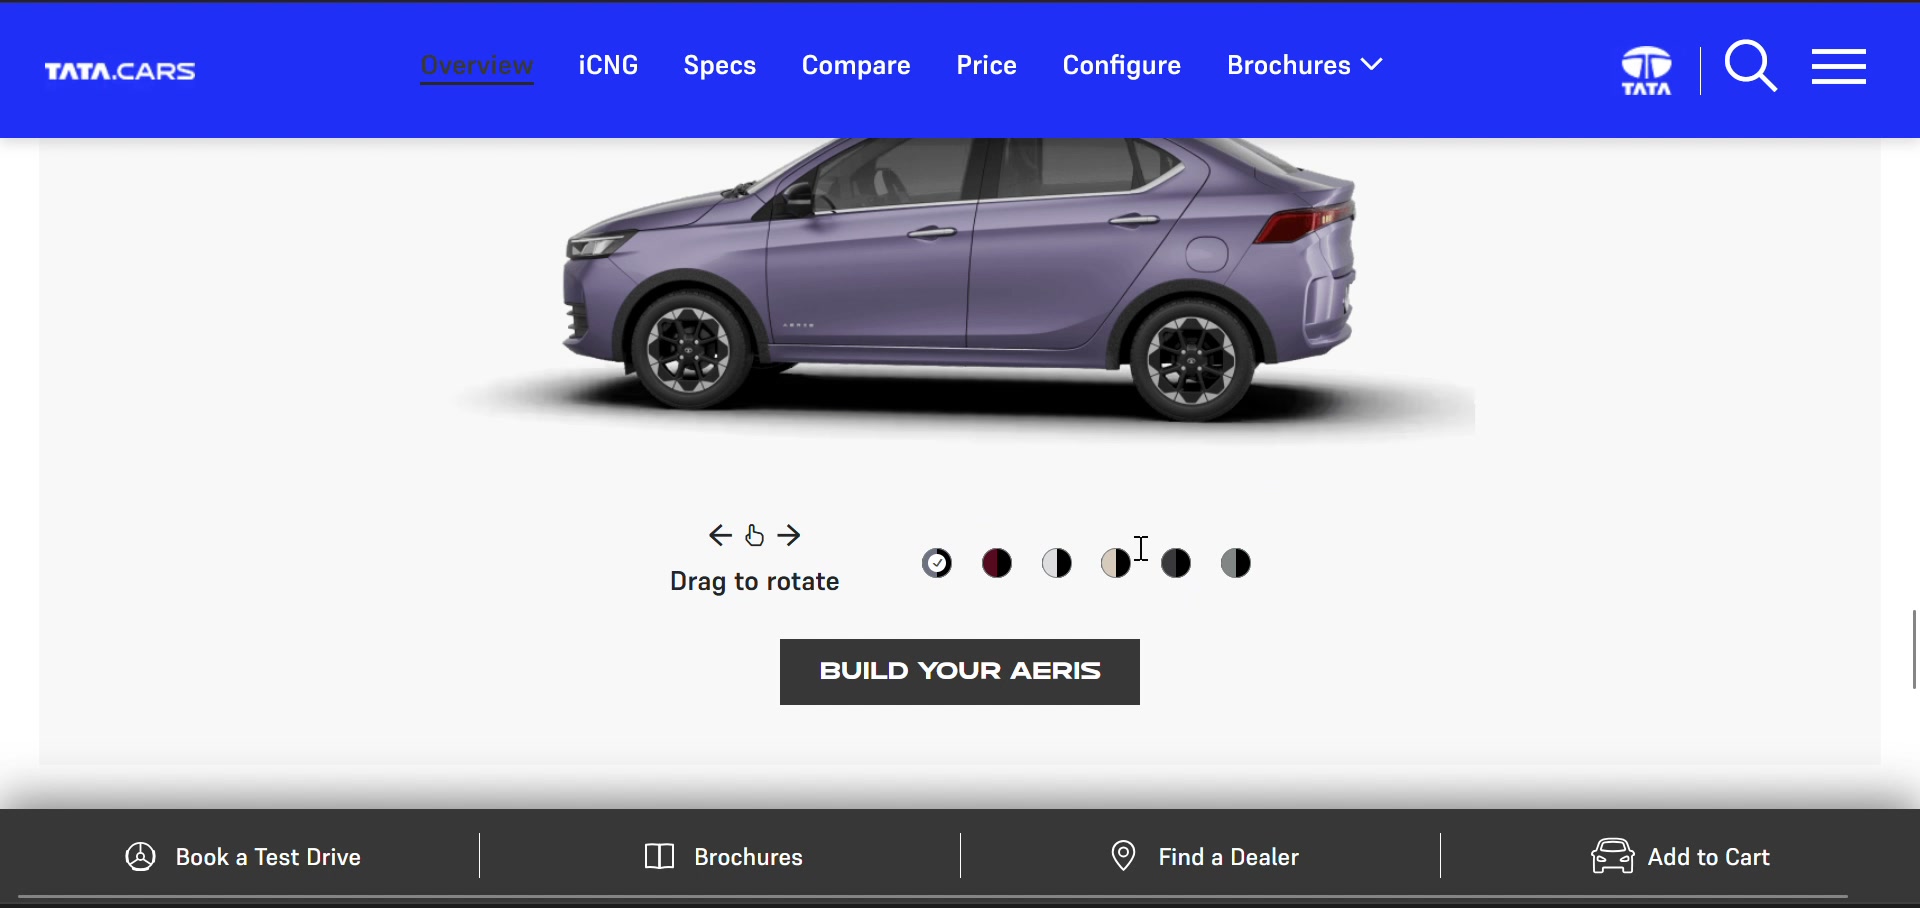 TATA.CARS
Overview
iCNG
Specs
Compare
Price
Configure
Brochures
TATA
AERIS
Drag to rotate
BUILD YOUR AERIS
Book a Test Drive
Brochures
Find a Dealer
Add to Cart